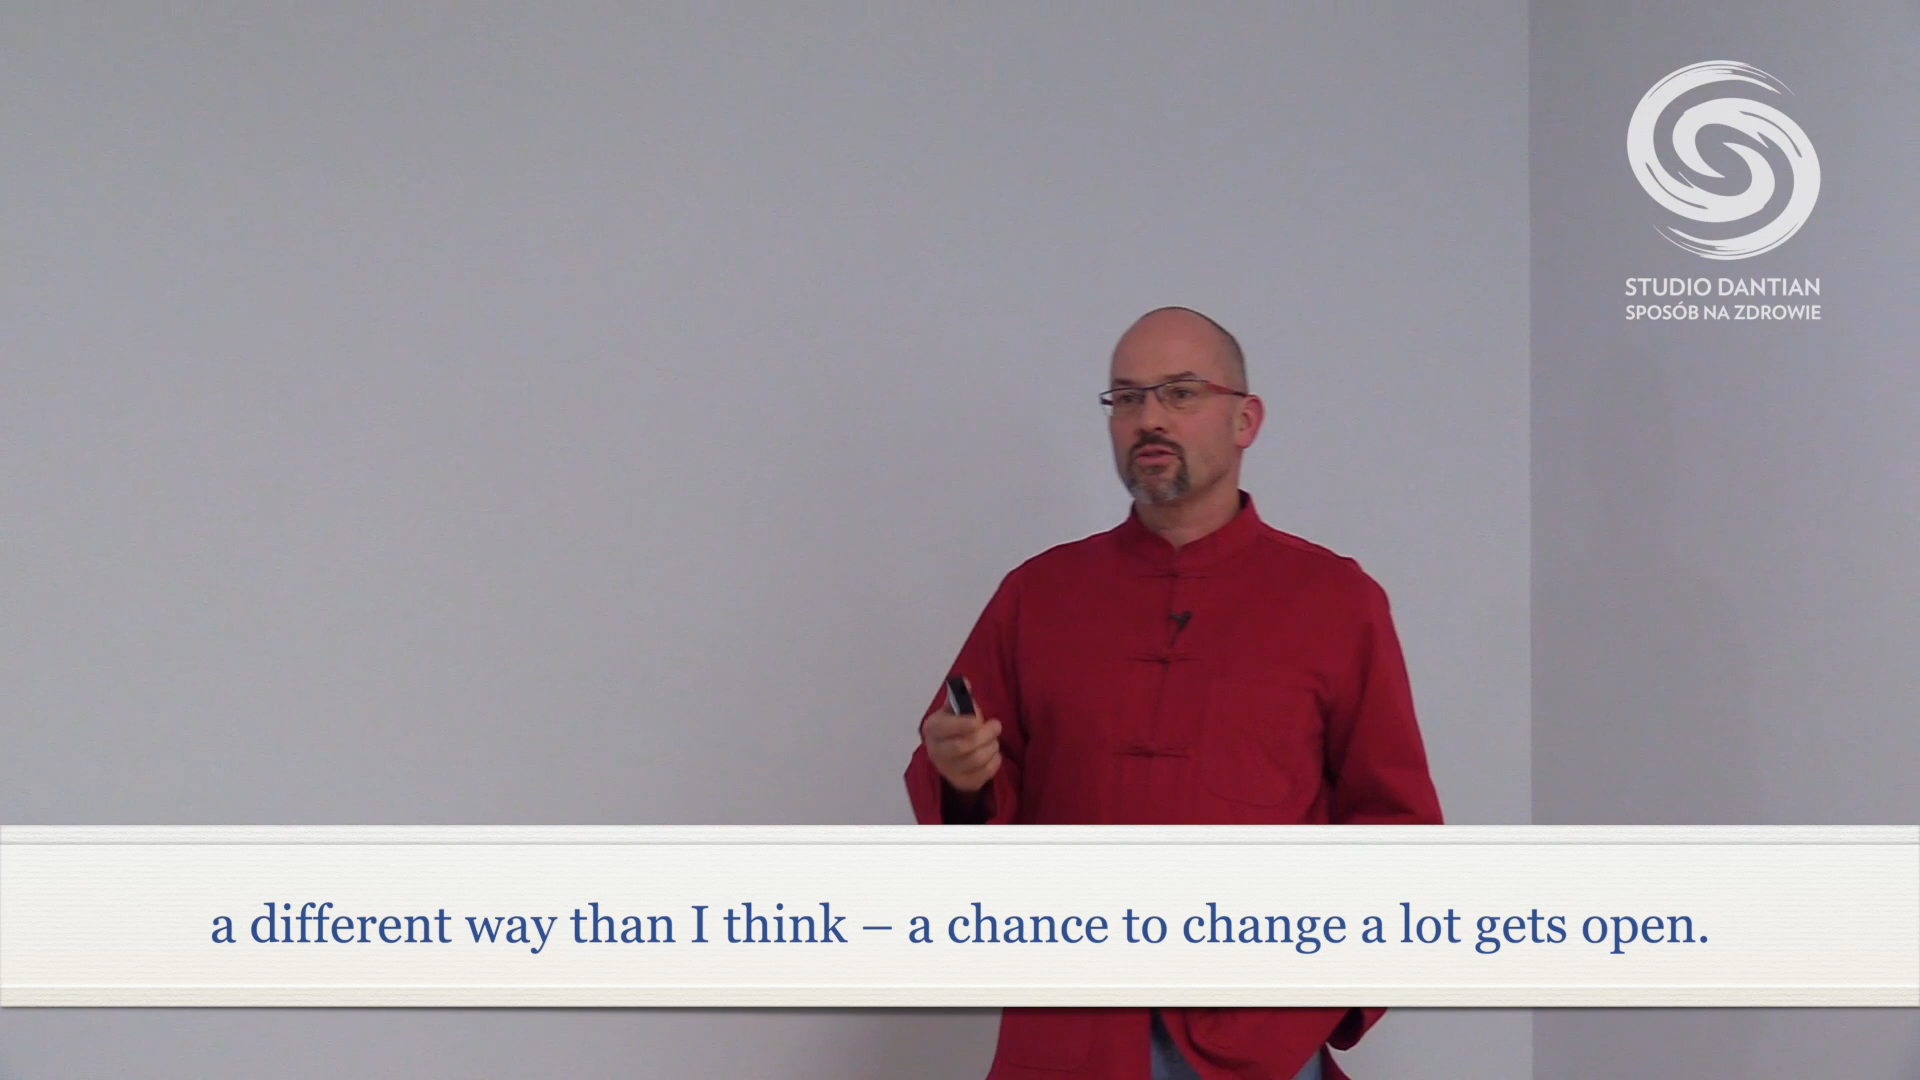 STUDIO DANTIAN
SPOSÓB NA ZDROWIE
a different way than I think – a chance to change a lot gets open.